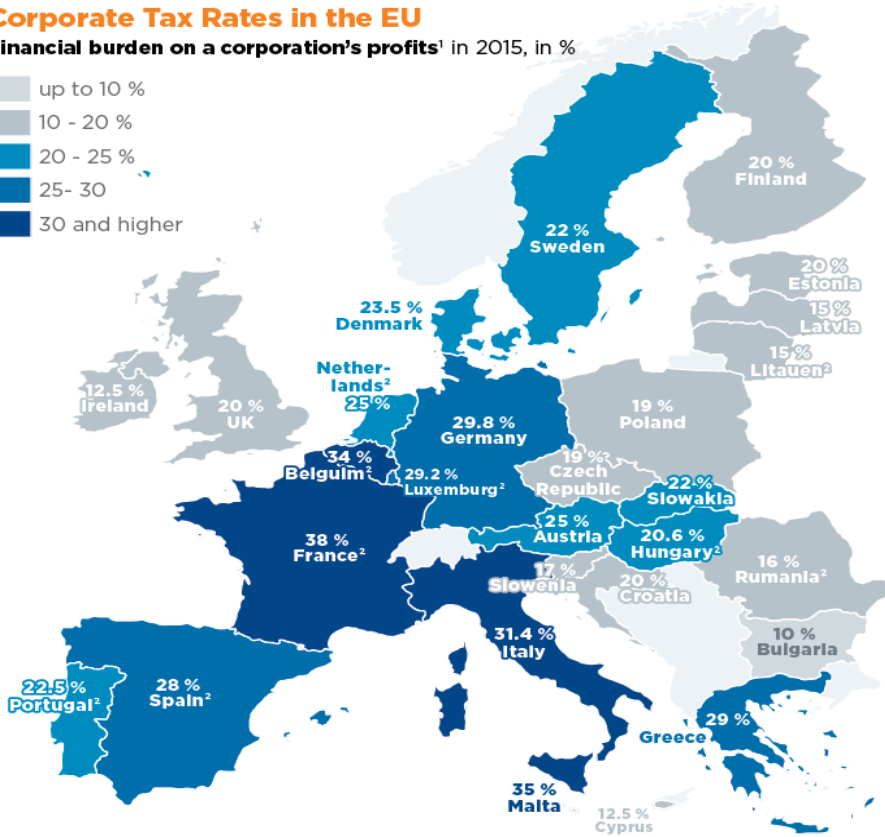 Corporate Tax Rates in the EU
inancial burden on a corporation's profits¹ in 2015, in %
up to 10 %
10 - 20 %
20 - 25 %
25- 30
30 and higher
20 %
Finland
22 %
Sweden
20 %
Estonia
15 %
Latvia
15 %
Litauen²
23.5 %
Denmark
Nether-
lands²
25 %
12.5 %
Ireland
20 %
UK
29.8 %
Germany
19 %
Poland
34 %
Belguim²
29.2 %
Luxemburg²
19 %²
Czech
Republic
22 %
Slowakia
25 %
Austria
20.6 %
Hungary²
38 %
France²
17 %
Slowenia
20 %
Croatia
16 %
Rumania²
31.4 %
Italy
10 %
Bulgaria
22.5 %
Portugal²
28 %
Spain²
29 %
Greece
35 %
Malta
12.5 %
Cyprus